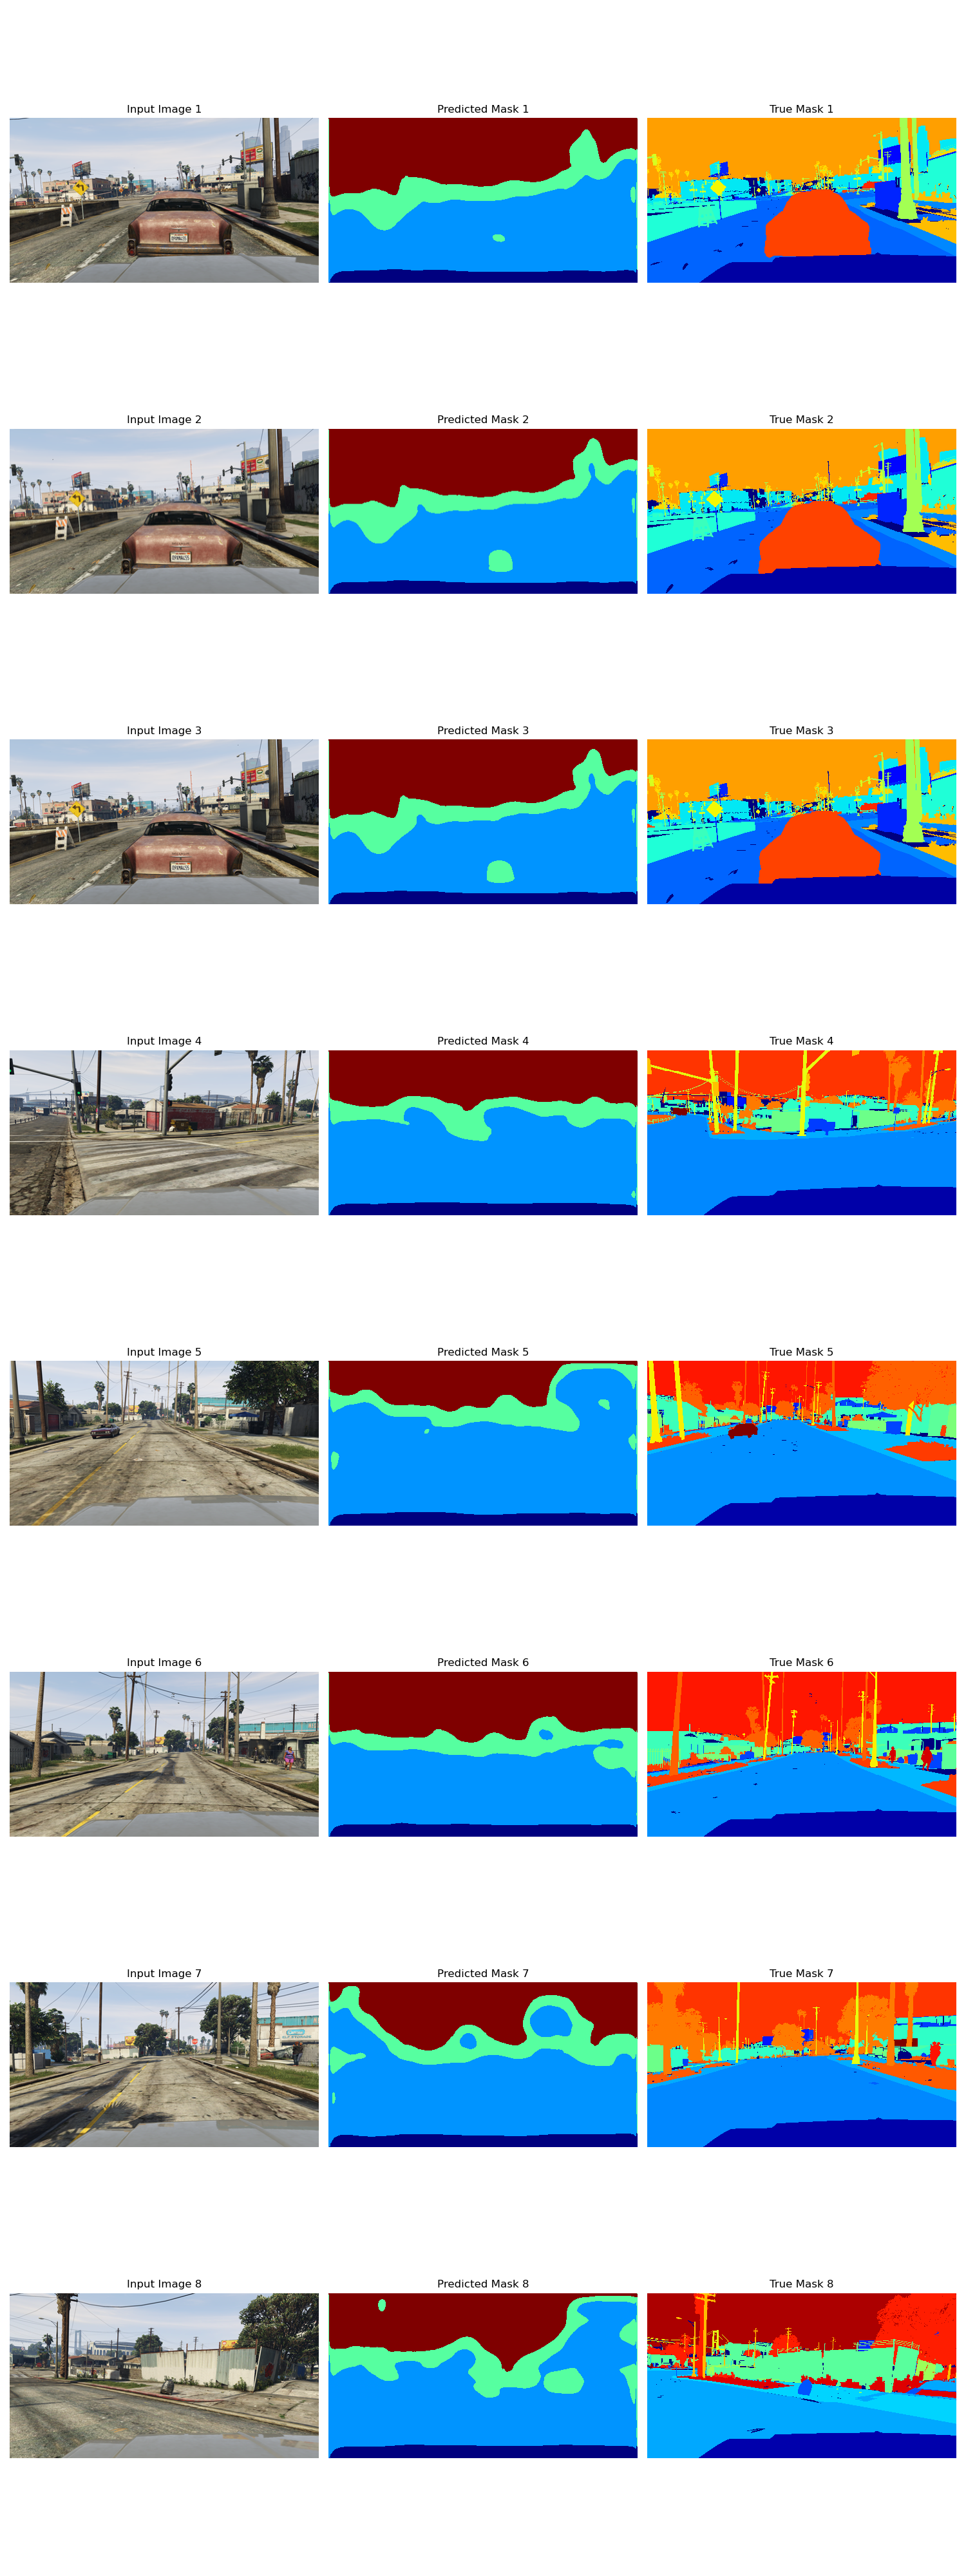 Input Image 1 Predicted Mask 1 True Mask 1
Input Image 2 Predicted Mask 2 True Mask 2
Input Image 3 Predicted Mask 3 True Mask 3
Input Image 4 Predicted Mask 4 True Mask 4
Input Image 5 Predicted Mask 5 True Mask 5
Input Image 6 Predicted Mask 6 True Mask 6
Input Image 7 Predicted Mask 7 True Mask 7
Input Image 8 Predicted Mask 8 True Mask 8